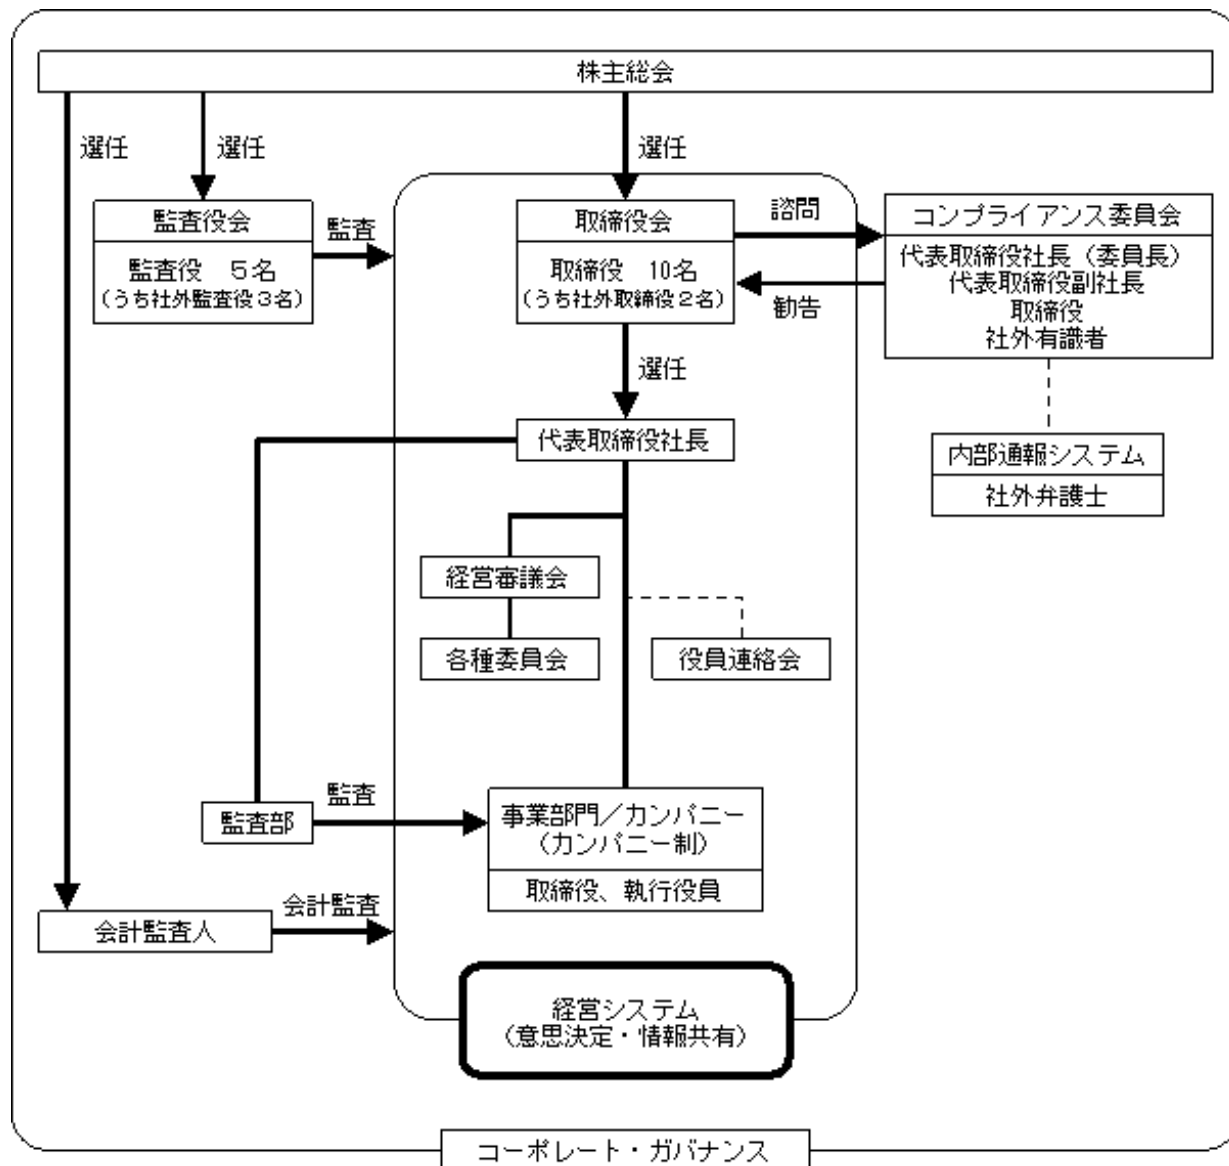 株主総会
選任
選任
選任
監査役会
監査役 5名
(うち社外監査役3名)
監査
取締役会
取締役 10名
(うち社外取締役2名)
諮問
勧告
コンプライアンス委員会
代表取締役社長(委員長)
代表取締役副社長
取締役
社外有識者
選任
代表取締役社長
内部通報システム
社外弁護士
経営審議会
各種委員会
役員連絡会
監査部
監査
事業部門/カンパニー
(カンパニー制)
取締役、執行役員
会計監査人
会計監査
経営システム
(意思決定・情報共有)
コーポレート・ガバナンス